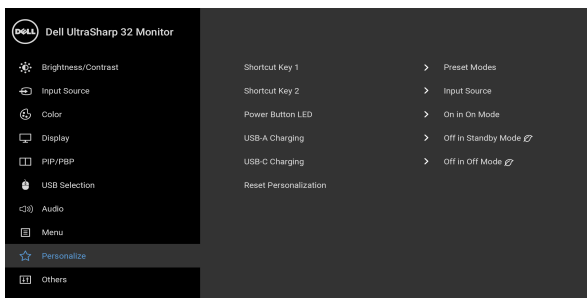 DELL Dell UltraSharp 32 Monitor
Brightness/Contrast
Input Source
Color
Display
PIP/PBP
USB Selection
Audio
Menu
Personalize
Others
Shortcut Key 1 > Preset Modes
Shortcut Key 2 > Input Source
Power Button LED > On in On Mode
USB-A Charging > Off in Standby Mode
USB-C Charging > Off in Off Mode
Reset Personalization